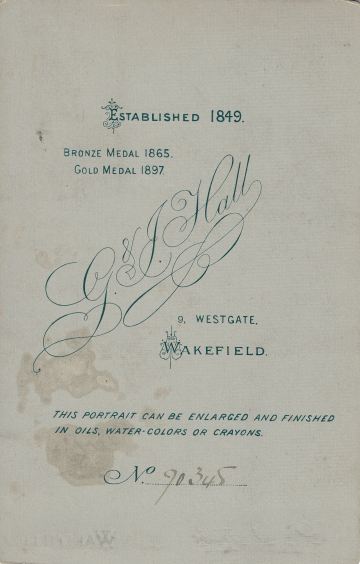 ESTABLISHED 1849.
BRONZE MEDAL 1865.
GOLD MEDAL 1897.
G. & J. Hall
9, WESTGATE,
WAKEFIELD.
THIS PORTRAIT CAN BE ENLARGED AND FINISHED
IN OILS, WATER-COLORS OR CRAYONS.
No 90345